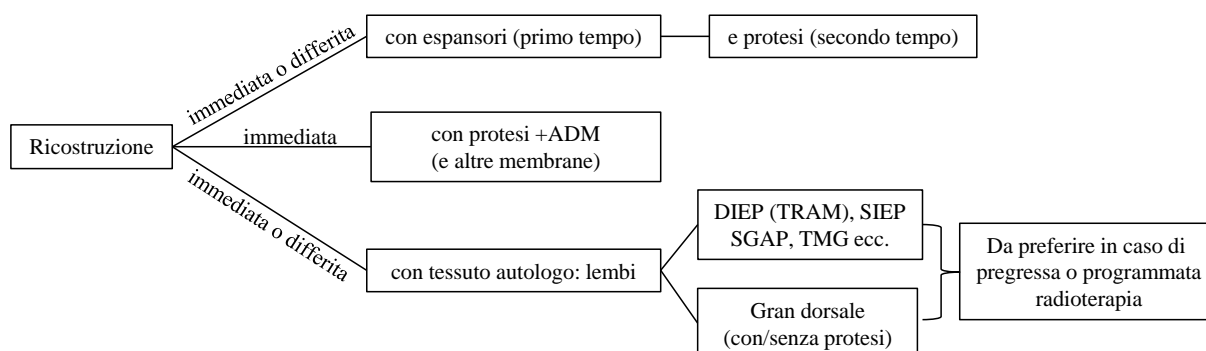 Ricostruzione
immediata o differita
con espansori (primo tempo)
e protesi (secondo tempo)
immediata
con protesi +ADM
(e altre membrane)
immediata o differita
con tessuto autologo: lembi
DIEP (TRAM), SIEP
SGAP, TMG ecc.
Gran dorsale
(con/senza protesi)
Da preferire in caso di
pregressa o programmata
radioterapia